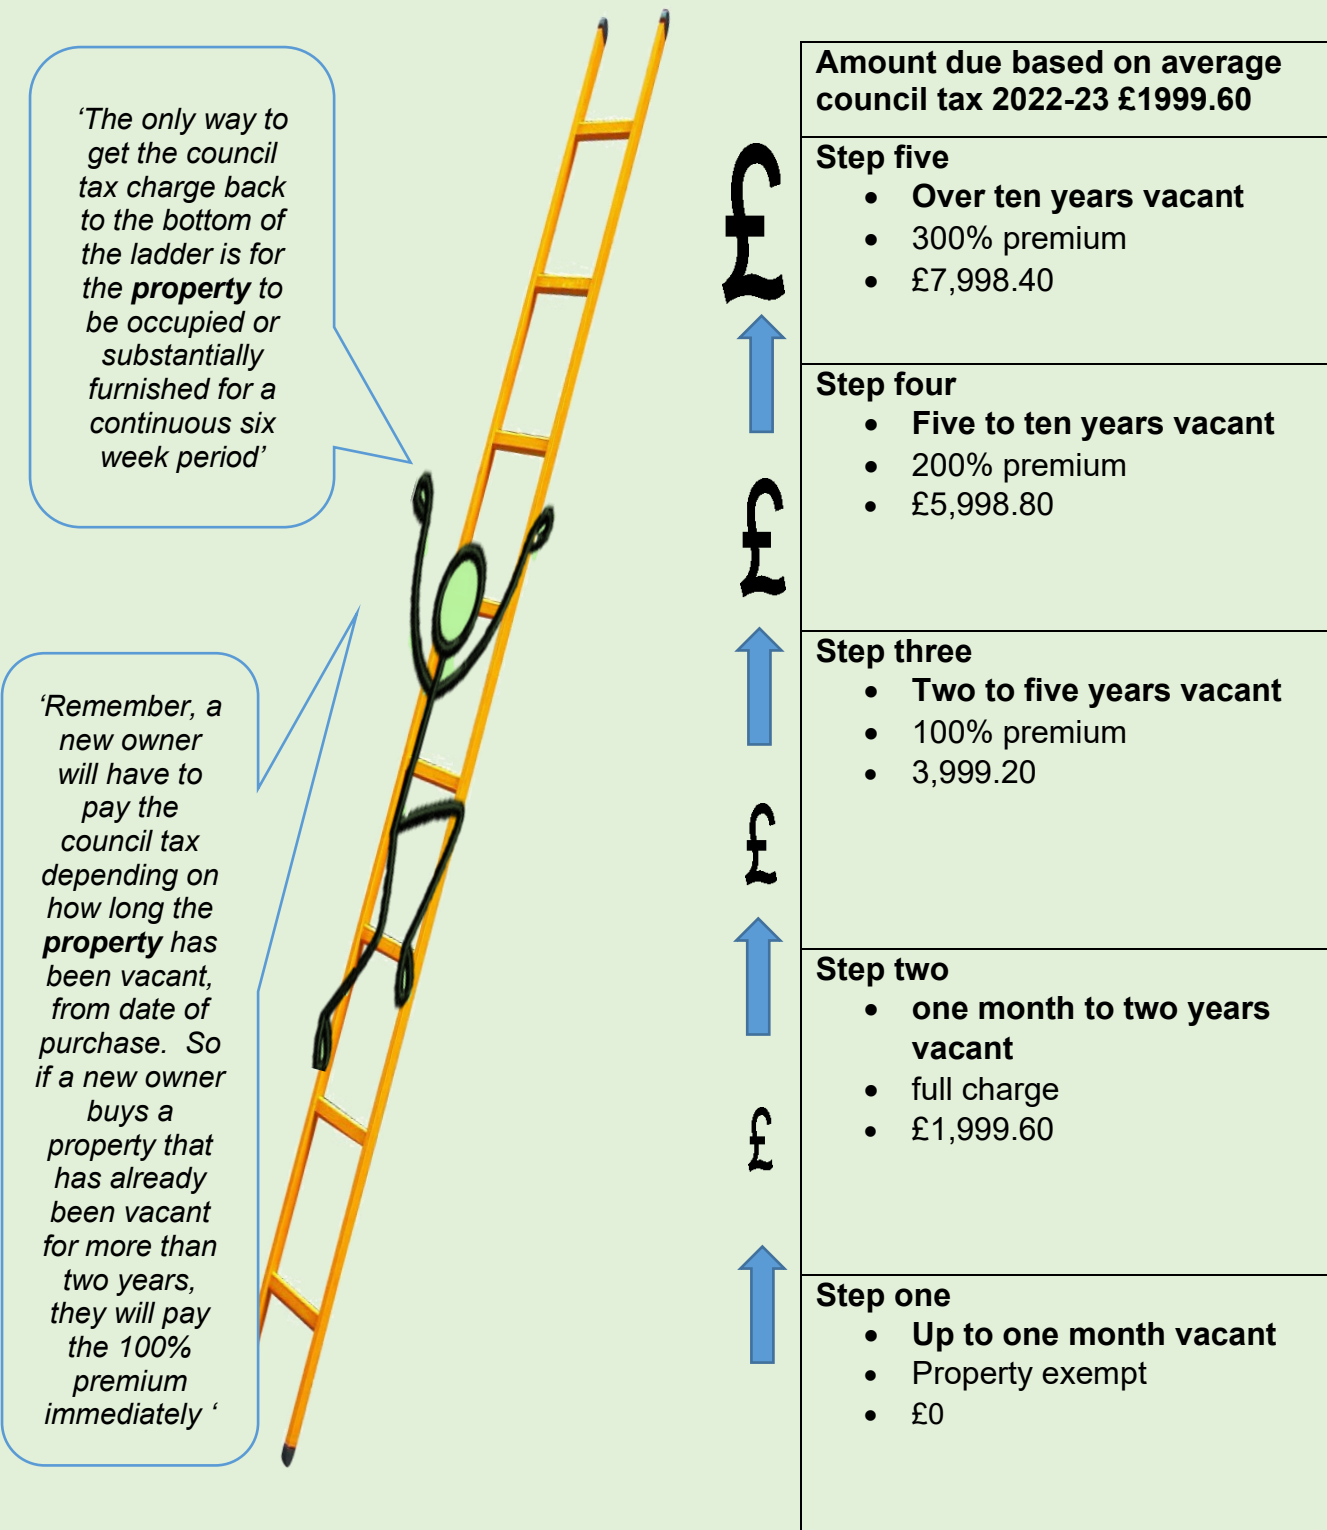 ‘The only way to
get the council
tax charge back
to the bottom of
the ladder is for
the property to
be occupied or
substantially
furnished for a
continuous six
week period’
‘Remember, a
new owner
will have to
pay the
council tax
depending on
how long the
property has
been vacant,
from date of
purchase.  So
if a new owner
buys a
property that
has already
been vacant
for more than
two years,
they will pay
the 100%
premium
immediately ‘
£
£
£
£
Amount due based on average
council tax 2022-23 £1999.60
Step five
• Over ten years vacant
• 300% premium
• £7,998.40
Step four
• Five to ten years vacant
• 200% premium
• £5,998.80
Step three
• Two to five years vacant
• 100% premium
• 3,999.20
Step two
• one month to two years
vacant
• full charge
• £1,999.60
Step one
• Up to one month vacant
• Property exempt
• £0